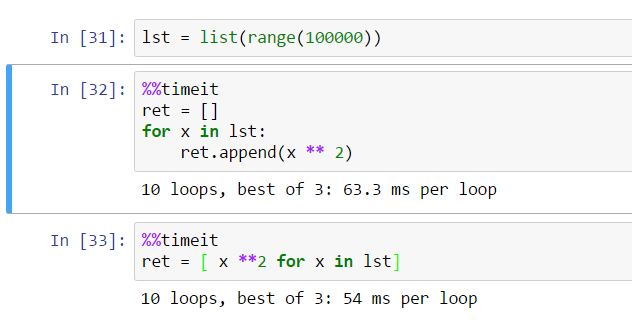 In [31]: lst = list(range(100000))
In [32]: %%timeit
ret = []
for x in lst:
    ret.append(x ** 2)
10 loops, best of 3: 63.3 ms per loop
In [33]: %%timeit
ret = [ x **2 for x in lst]
10 loops, best of 3: 54 ms per loop